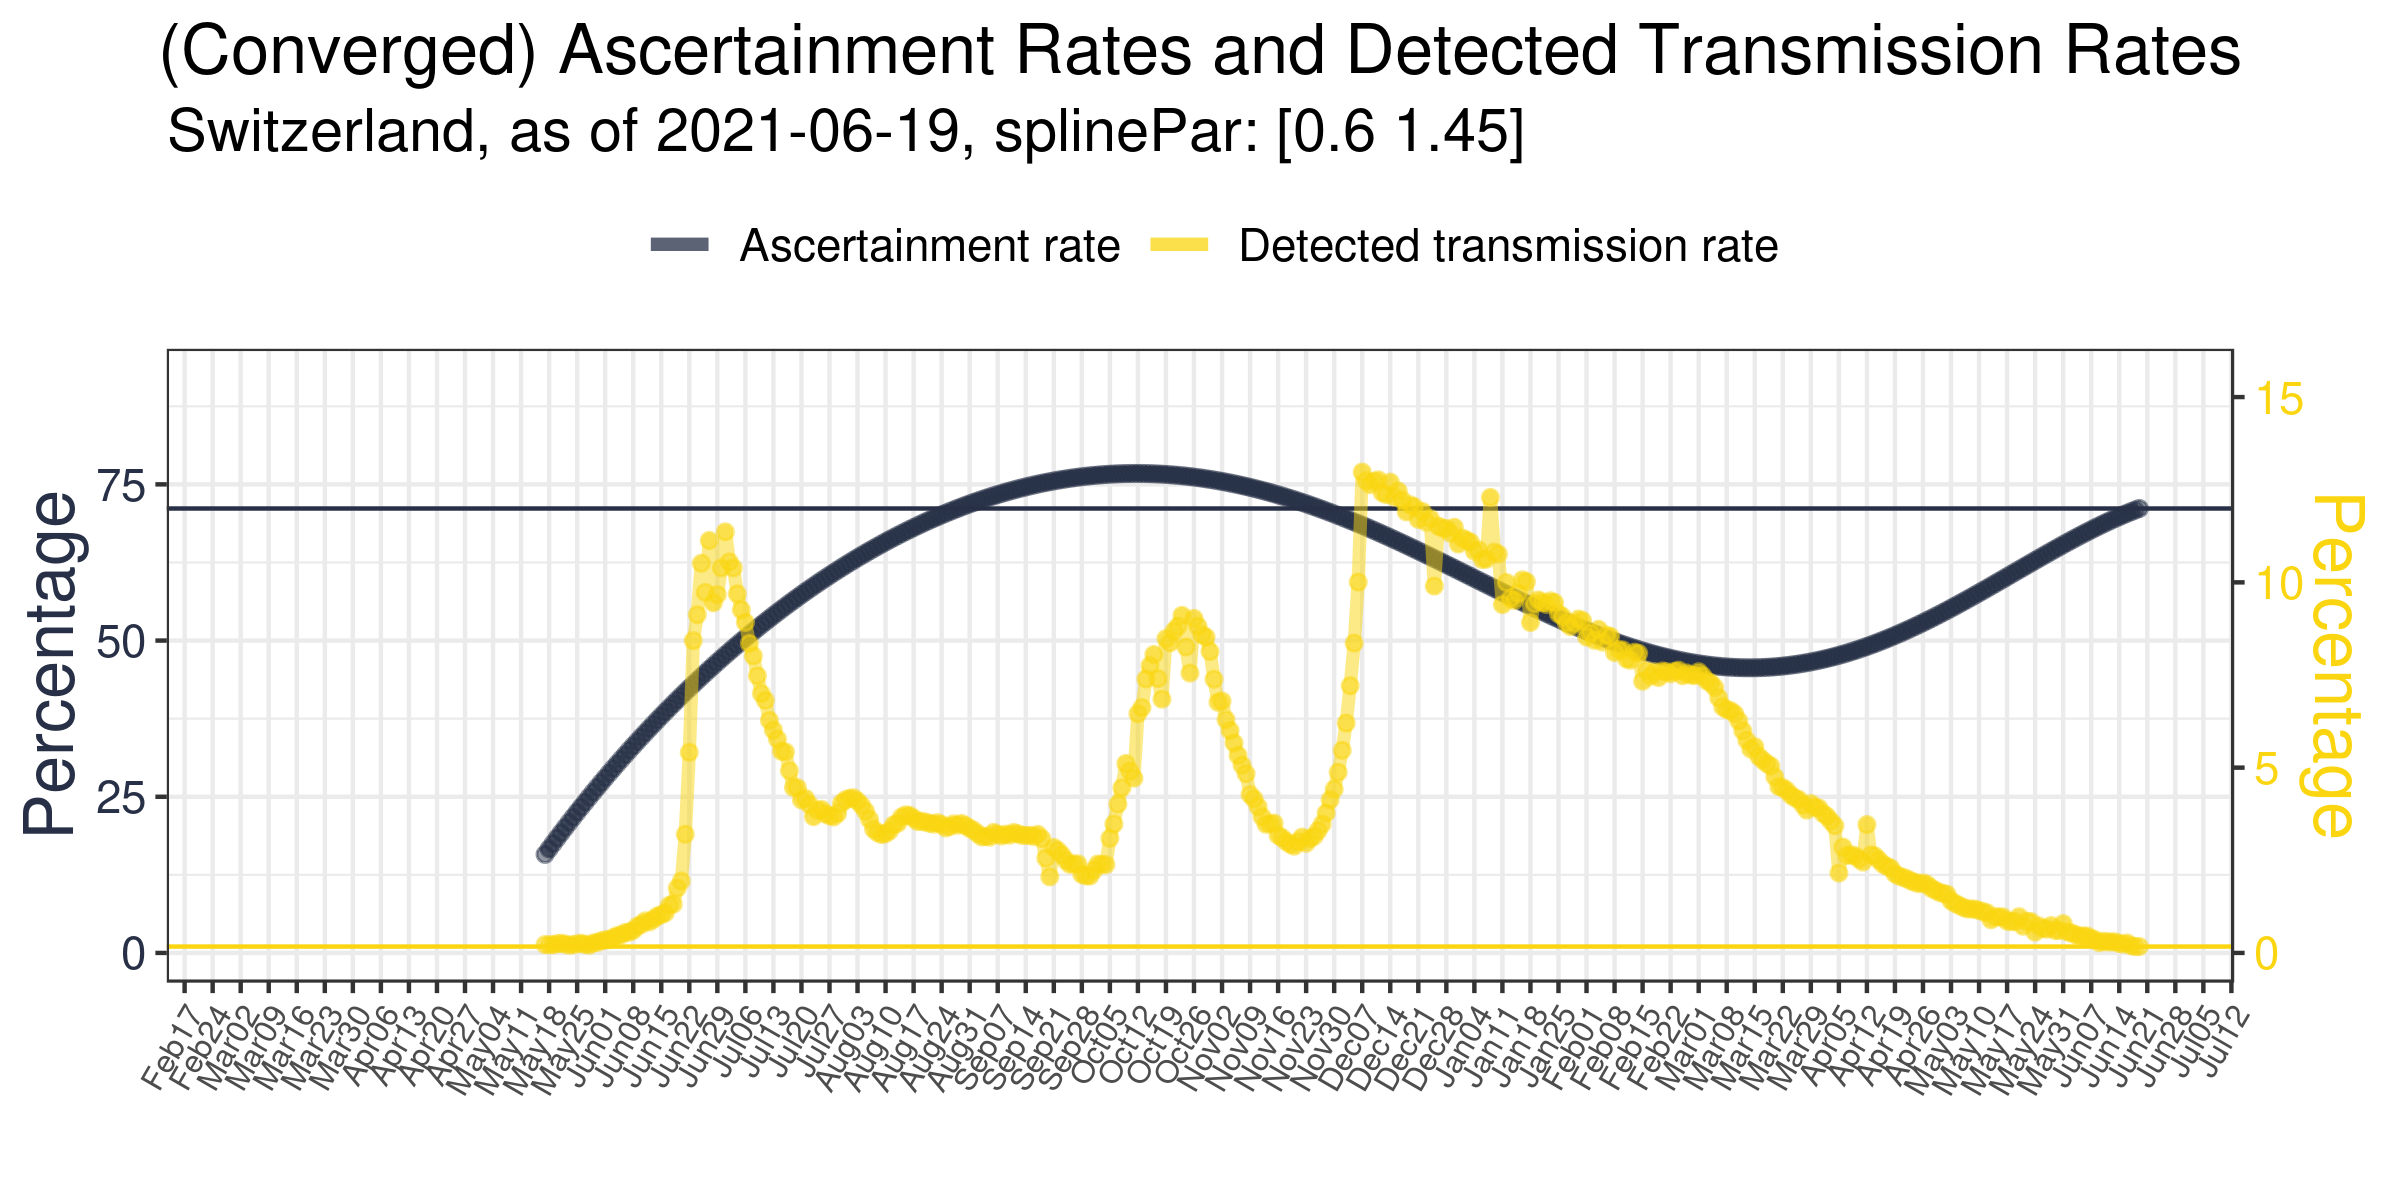 (Converged) Ascertainment Rates and Detected Transmission Rates
Switzerland, as of 2021-06-19, splinePar: [0.6 1.45]
Ascertainment rate
Detected transmission rate
Percentage
75
50
25
0
15
10
5
0
Percentage
Feb17
Feb24
Mar02
Mar09
Mar16
Mar23
Mar30
Apr06
Apr13
Apr20
Apr27
May04
May11
May18
May25
Jun01
Jun08
Jun15
Jun22
Jun29
Jul06
Jul13
Jul20
Jul27
Aug03
Aug10
Aug17
Aug24
Aug31
Sep07
Sep14
Sep21
Sep28
Oct05
Oct12
Oct19
Oct26
Nov02
Nov09
Nov16
Nov23
Nov30
Dec07
Dec14
Dec21
Dec28
Jan04
Jan11
Jan18
Jan25
Feb01
Feb08
Feb15
Feb22
Mar01
Mar08
Mar15
Mar22
Mar29
Apr05
Apr12
Apr19
Apr26
May03
May10
May17
May24
May31
Jun07
Jun14
Jun21
Jun28
Jul05
Jul12